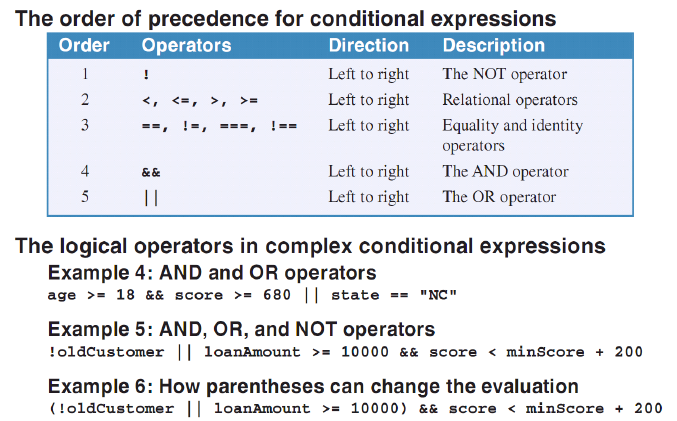 The order of precedence for conditional expressions
Order Operators Direction Description
1 ! Left to right The NOT operator
2 <, <=, >, >= Left to right Relational operators
3 ==, !=, ===, !== Left to right Equality and identity
operators
4 && Left to right The AND operator
5 || Left to right The OR operator
The logical operators in complex conditional expressions
Example 4: AND and OR operators
age >= 18 && score >= 680 || state == "NC"
Example 5: AND, OR, and NOT operators
!oldCustomer || loanAmount >= 10000 && score < minScore + 200
Example 6: How parentheses can change the evaluation
(!oldCustomer || loanAmount >= 10000) && score < minScore + 200